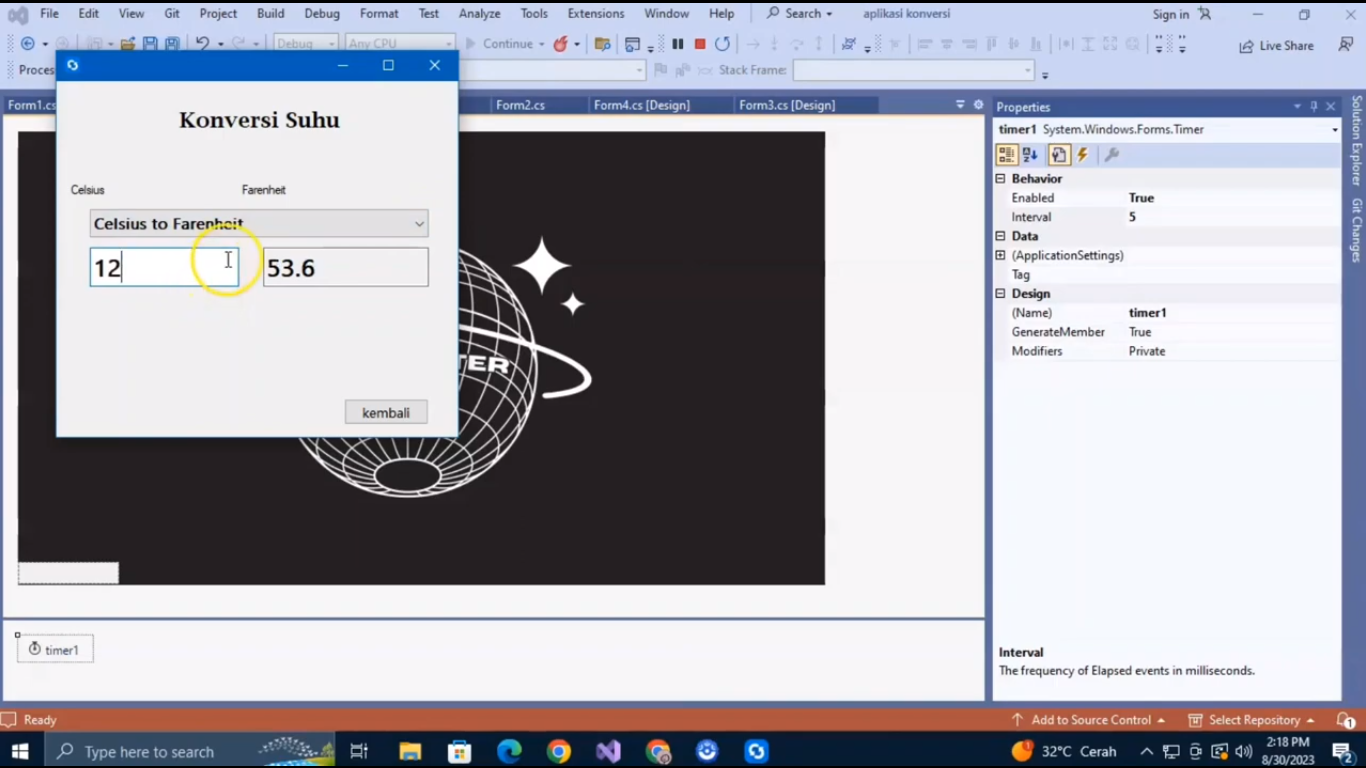 File Edit View Git Project Build Debug Format Test Analyze Tools Extensions Window Help Search aplikasi konversi Sign in
Debug Any CPU Continue Live Share
Proces Stack Frame:
Form1.cs Form2.cs Form4.cs [Design] Form3.cs [Design]
Konversi Suhu
Celsius Farenheit
Celsius to Farenheit
12 53.6
kembali
TER
timer1
Properties
timer1 System.Windows.Forms.Timer
Behavior
Enabled True
Interval 5
Data
(ApplicationSettings)
Tag
Design
(Name) timer1
GenerateMember True
Modifiers Private
Interval
The frequency of Elapsed events in milliseconds.
Solution Explorer
Git Changes
Ready Add to Source Control Select Repository 1
Type here to search 32°C Cerah 2:18 PM
8/30/2023 2